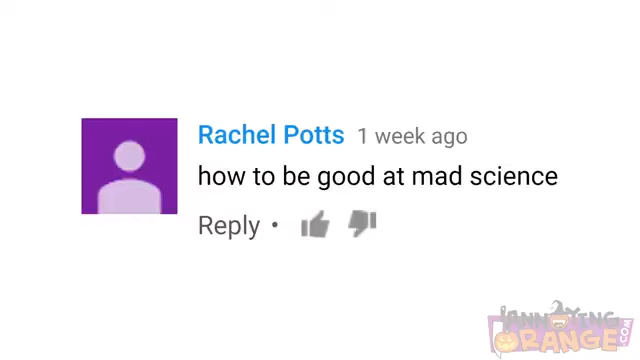 Rachel Potts 1 week ago
how to be good at mad science
Reply •
ANNOYING
ORANGE.COM